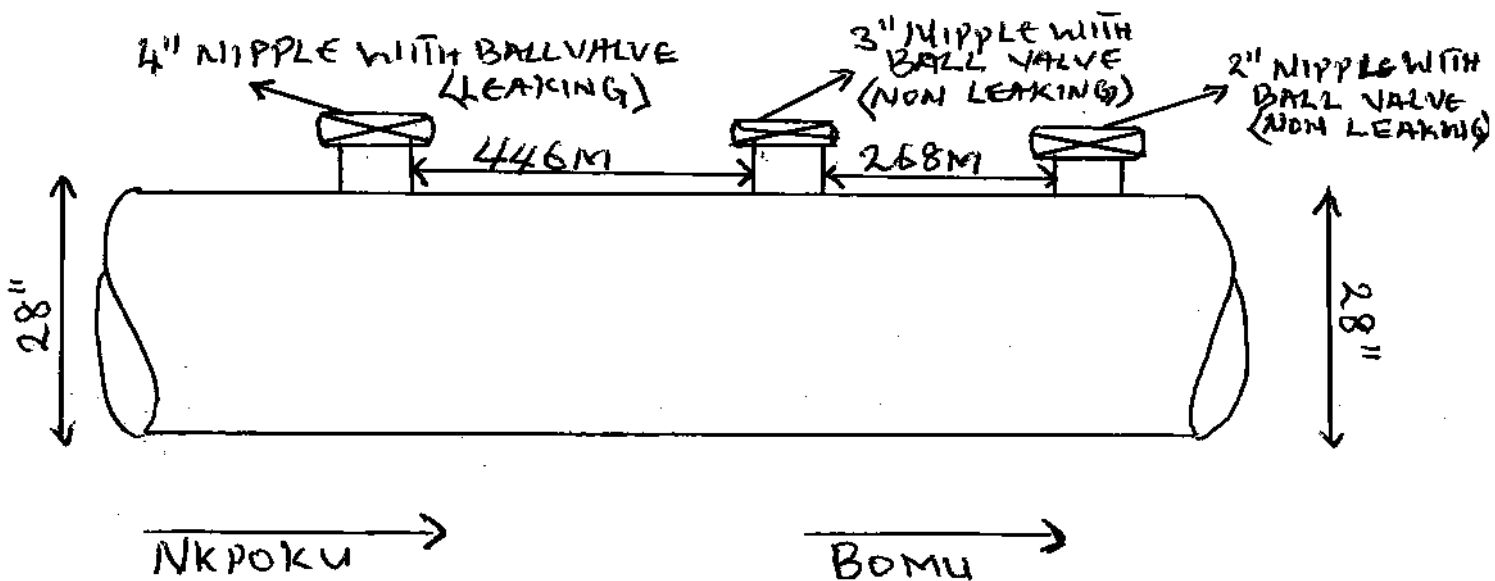 4" NIPPLE WITH BALLVALVE
(LEAKING)
3" NIPPLE WITH
BALL VALVE
(NON LEAKING)
2" NIPPLE WITH
BALL VALVE
(NON LEAKING)
446M
268M
28"
28"
NKPOKU
BOMU